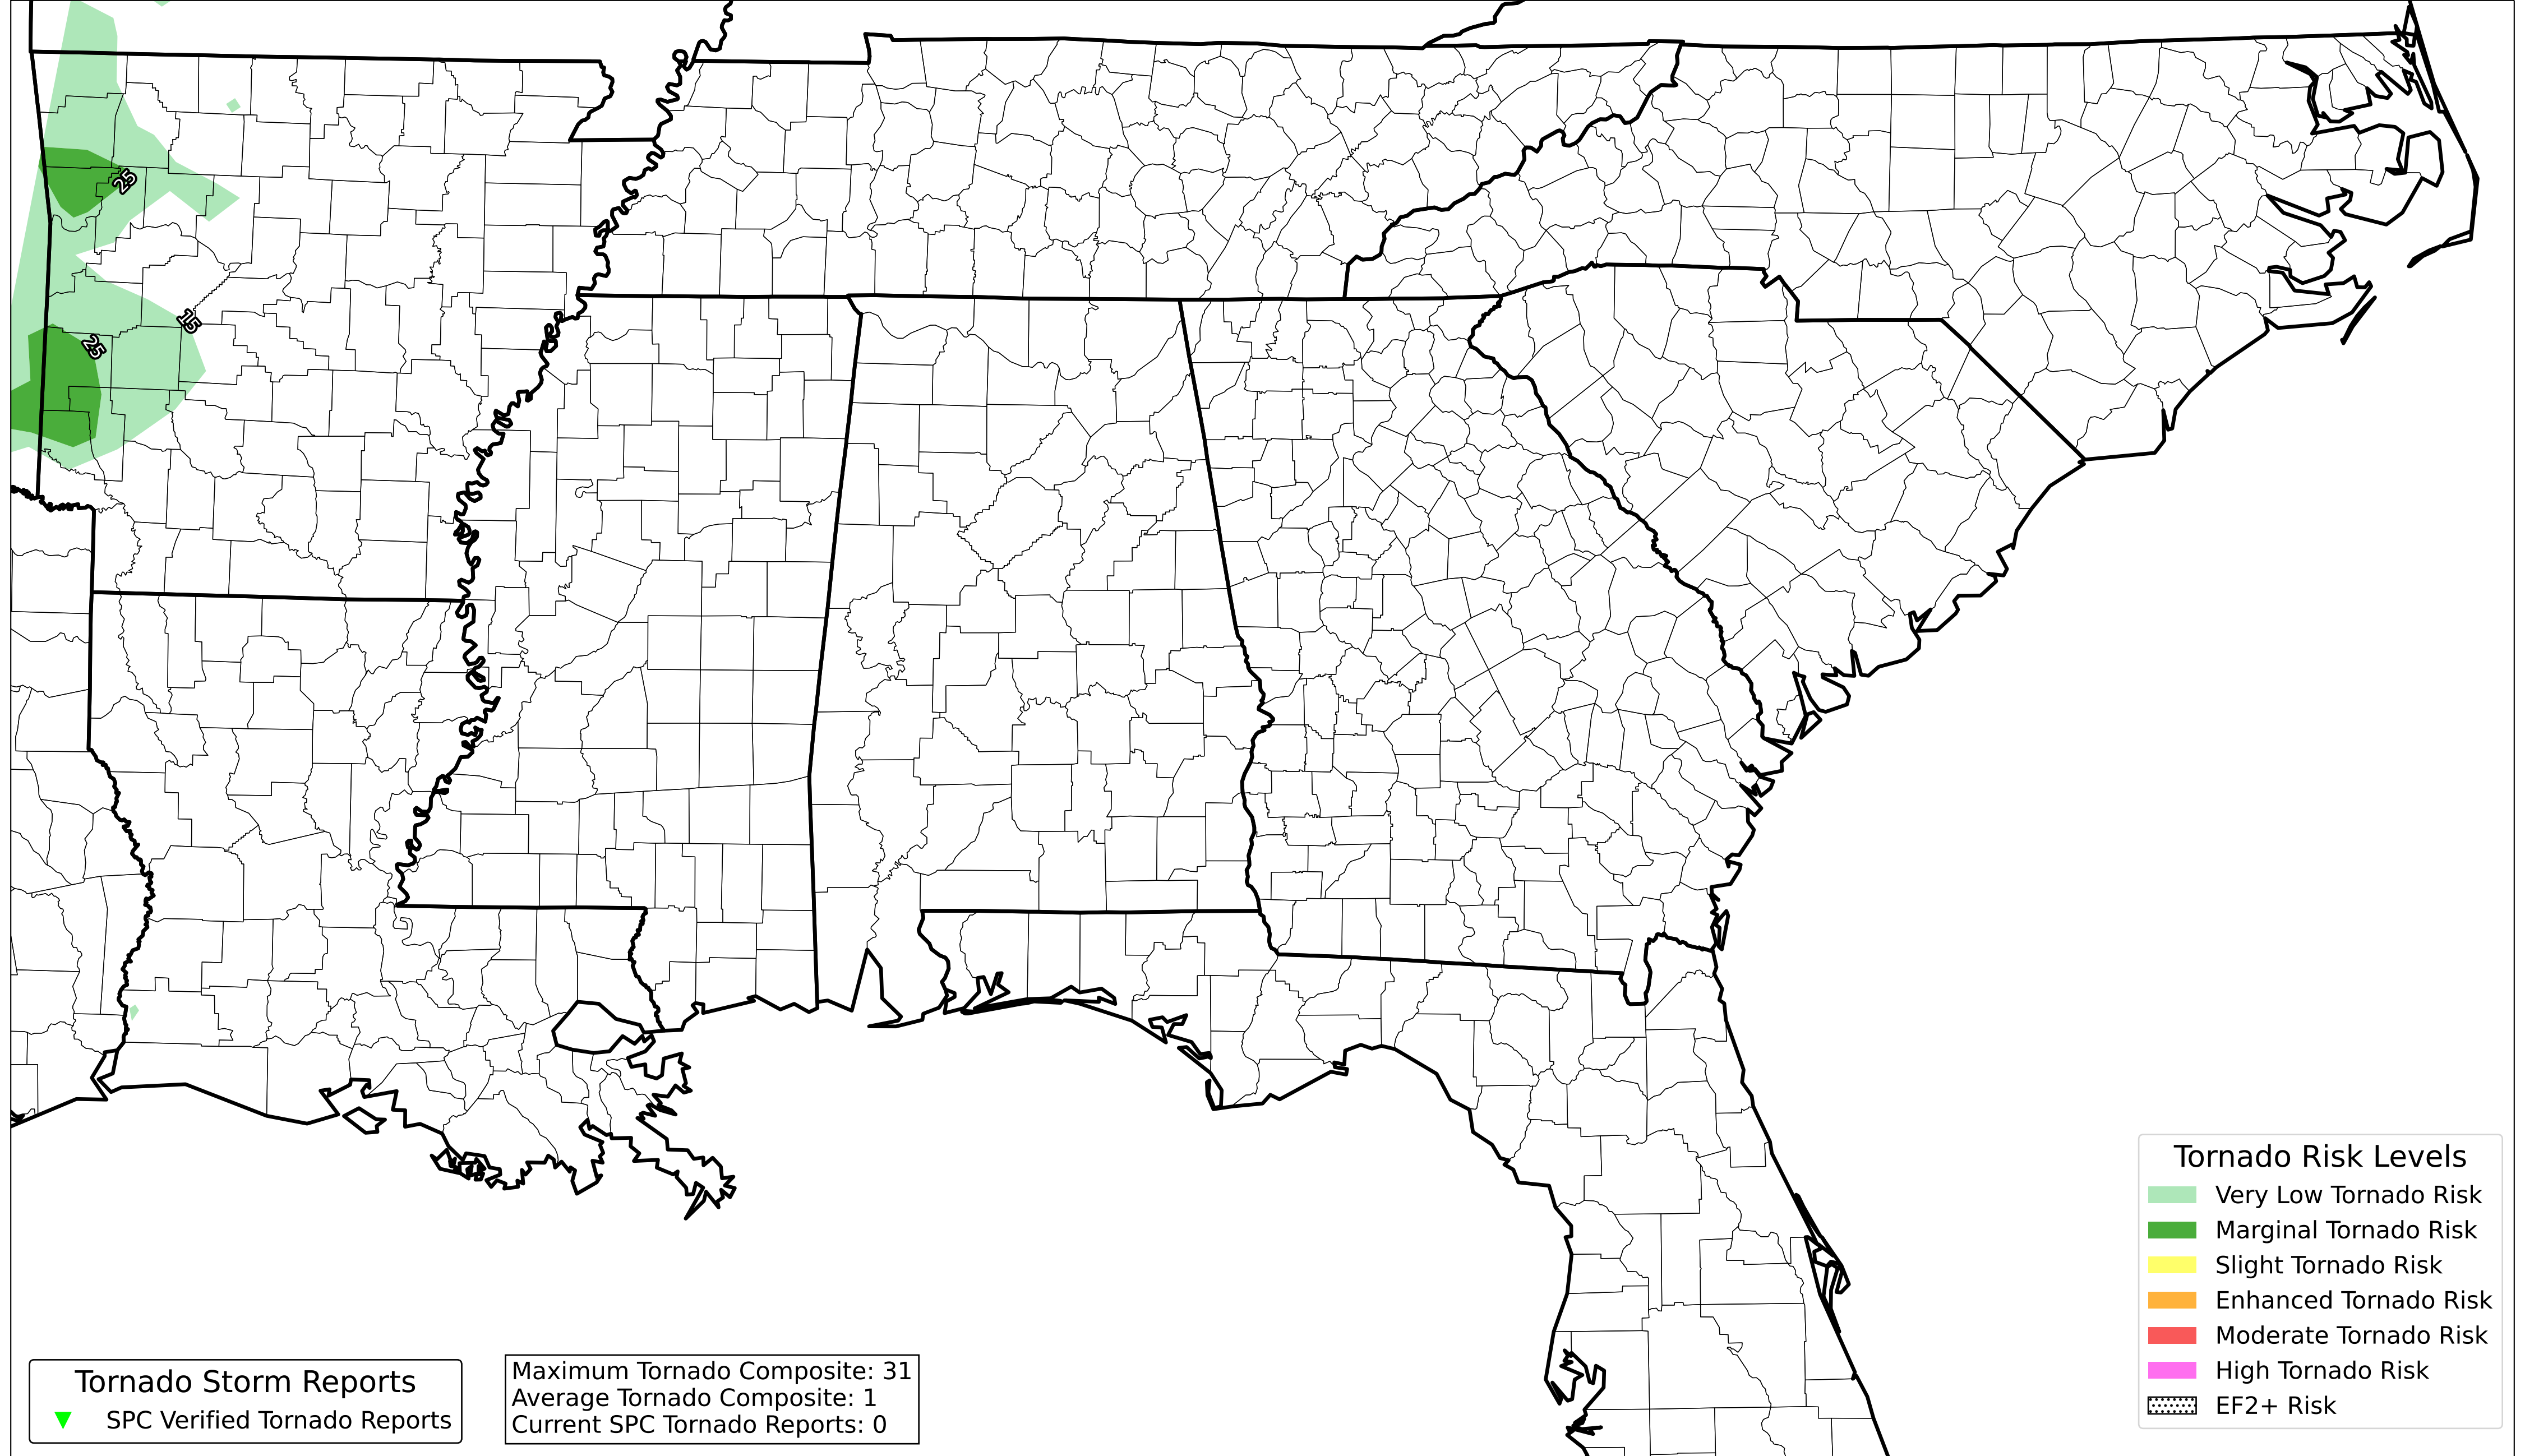 25
15
25
Tornado Risk Levels
Very Low Tornado Risk
Marginal Tornado Risk
Slight Tornado Risk
Enhanced Tornado Risk
Moderate Tornado Risk
High Tornado Risk
EF2+ Risk
Tornado Storm Reports
SPC Verified Tornado Reports
Maximum Tornado Composite: 31
Average Tornado Composite: 1
Current SPC Tornado Reports: 0